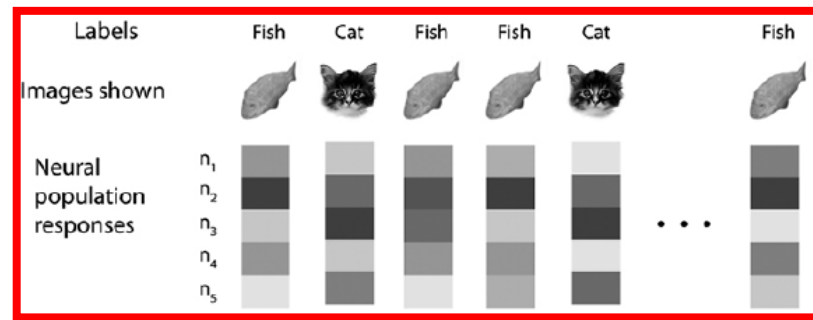 Labels Fish Cat Fish Fish Cat Fish
Images shown
Neural
population
responses
n₁
n₂
n₃
n₄
n₅
. . .